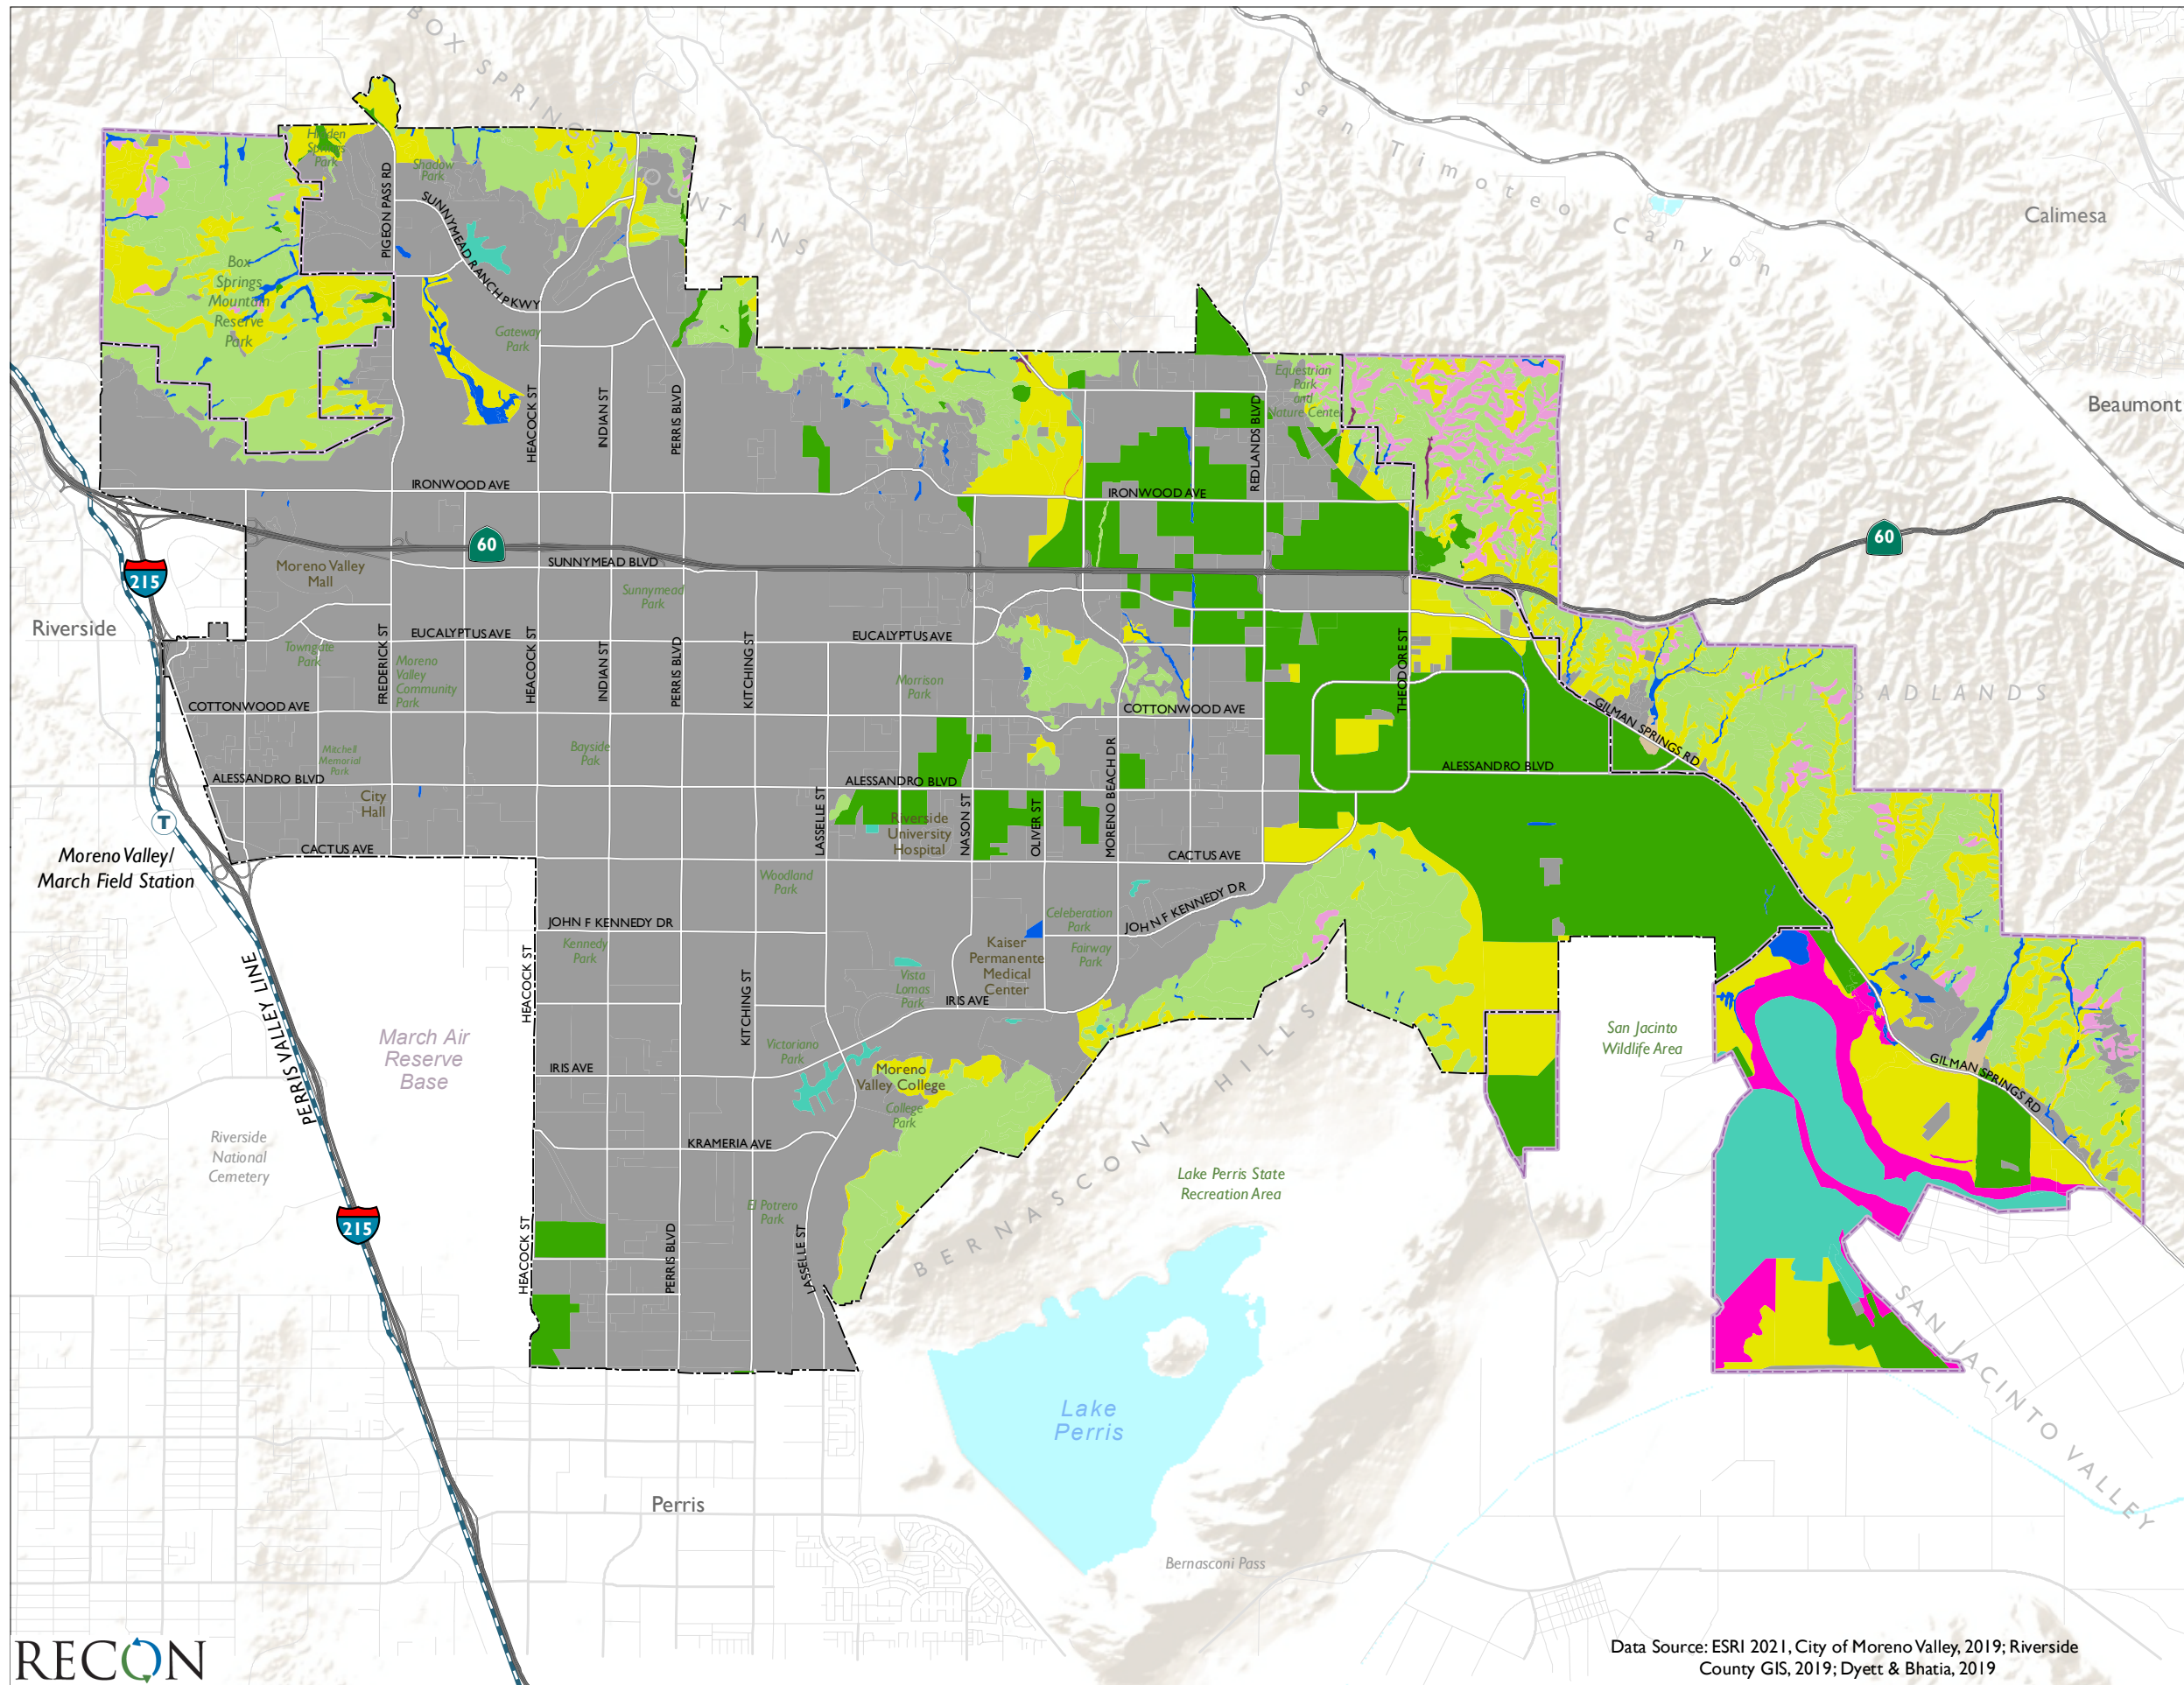 BOX SPRINGS
MOUNTAINS
San Timoteo Canyon
Calimesa
Beaumont
Hidden
Springs
Park
Shadow
Park
PIGEON PASS RD
SUNNYMEAD RANCH PKWY
Box
Springs
Mountain
Reserve
Park
Gateway
Park
HEACOCK ST
INDIAN ST
PERRIS BLVD
Equestrian
Park
and
Nature Center
REDLANDS BLVD
IRONWOOD AVE
IRONWOOD AVE
60
60
215
SUNNYMEAD BLVD
Moreno Valley
Mall
Sunnymead
Park
Riverside
EUCALYPTUS AVE
EUCALYPTUS AVE
Towngate
Park
FREDERICK ST
Moreno
Valley
Community
Park
HEACOCK ST
INDIAN ST
PERRIS BLVD
KITCHING ST
Morrison
Park
THEODORE ST
THE BADLANDS
COTTONWOOD AVE
COTTONWOOD AVE
GILMAN SPRINGS RD
Mitchell
Memorial
Park
Bayside
Pak
MORENO BEACH DR
ALESSANDRO BLVD
ALESSANDRO BLVD
ALESSANDRO BLVD
City
Hall
LASSELLE ST
Riverside
University
Hospital
NASON ST
OLIVER ST
T
Moreno Valley/
March Field Station
CACTUS AVE
CACTUS AVE
Woodland
Park
JOHN F KENNEDY DR
JOHN F KENNEDY DR
Celeberation
Park
Kennedy
Park
Kaiser
Permanente
Medical
Center
Fairway
Park
HEACOCK ST
KITCHING ST
Vista
Lomas
Park
IRIS AVE
PERRIS VALLEY LINE
March Air
Reserve
Base
San Jacinto
Wildlife Area
Victoriano
Park
IRIS AVE
Moreno
Valley College
College
Park
GILMAN SPRINGS RD
BERNASCONI HILLS
Riverside
National
Cemetery
KRAMERIA AVE
Lake Perris State
Recreation Area
El Potrero
Park
215
HEACOCK ST
PERRIS BLVD
LASSELLE ST
SAN JACINTO VALLEY
Lake
Perris
Perris
Bernasconi Pass
RECON
Data Source: ESRI 2021, City of Moreno Valley, 2019; Riverside
County GIS, 2019; Dyett & Bhatia, 2019